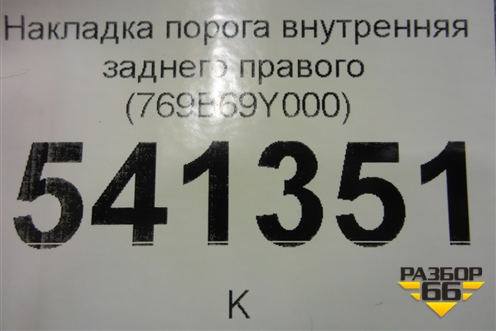 Накладка порога внутренняя
заднего правого
(769B69Y000)
541351
К
РАЗБОР
66